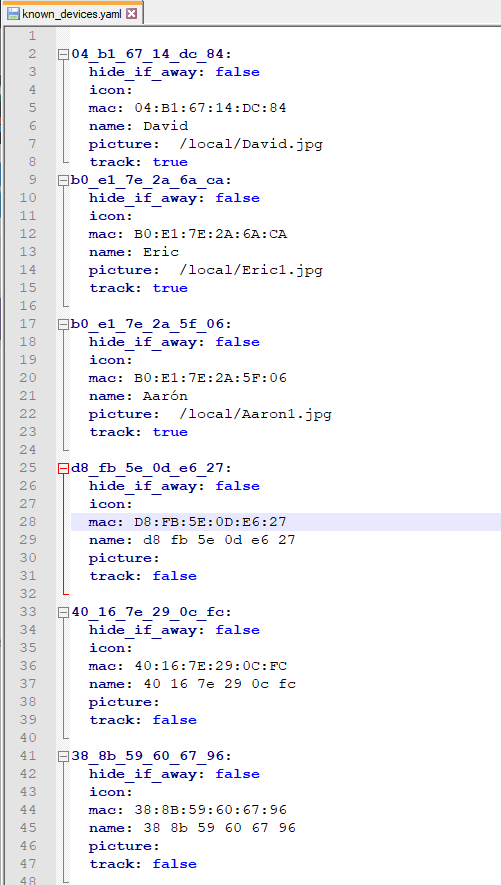 known_devices.yaml
1
2 04_b1_67_14_dc_84:
3 hide_if_away: false
4 icon:
5 mac: 04:B1:67:14:DC:84
6 name: David
7 picture:  /local/David.jpg
8 track: true
9 b0_e1_7e_2a_6a_ca:
10 hide_if_away: false
11 icon:
12 mac: B0:E1:7E:2A:6A:CA
13 name: Eric
14 picture:  /local/Eric1.jpg
15 track: true
16
17 b0_e1_7e_2a_5f_06:
18 hide_if_away: false
19 icon:
20 mac: B0:E1:7E:2A:5F:06
21 name: Aarón
22 picture:  /local/Aaron1.jpg
23 track: true
24
25 d8_fb_5e_0d_e6_27:
26 hide_if_away: false
27 icon:
28 mac: D8:FB:5E:0D:E6:27
29 name: d8 fb 5e 0d e6 27
30 picture:
31 track: false
32
33 40_16_7e_29_0c_fc:
34 hide_if_away: false
35 icon:
36 mac: 40:16:7E:29:0C:FC
37 name: 40 16 7e 29 0c fc
38 picture:
39 track: false
40
41 38_8b_59_60_67_96:
42 hide_if_away: false
43 icon:
44 mac: 38:8B:59:60:67:96
45 name: 38 8b 59 60 67 96
46 picture:
47 track: false
48